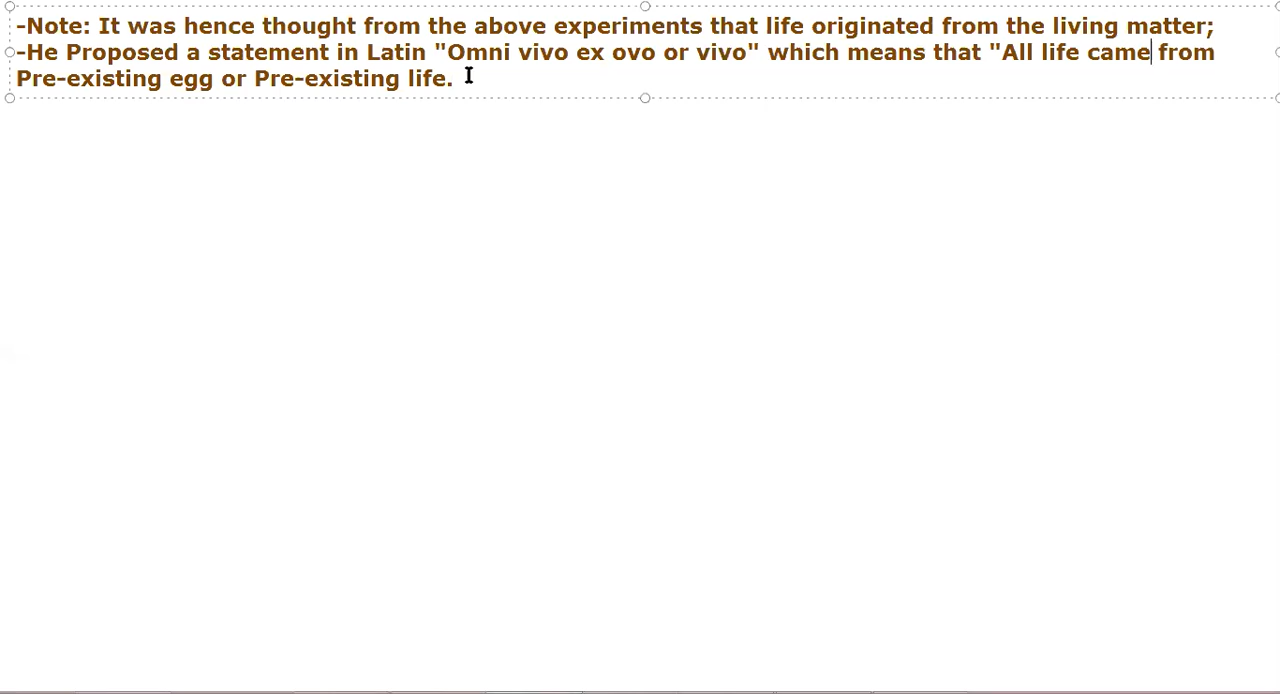 -Note: It was hence thought from the above experiments that life originated from the living matter;
-He Proposed a statement in Latin "Omni vivo ex ovo or vivo" which means that "All life came from
Pre-existing egg or Pre-existing life.